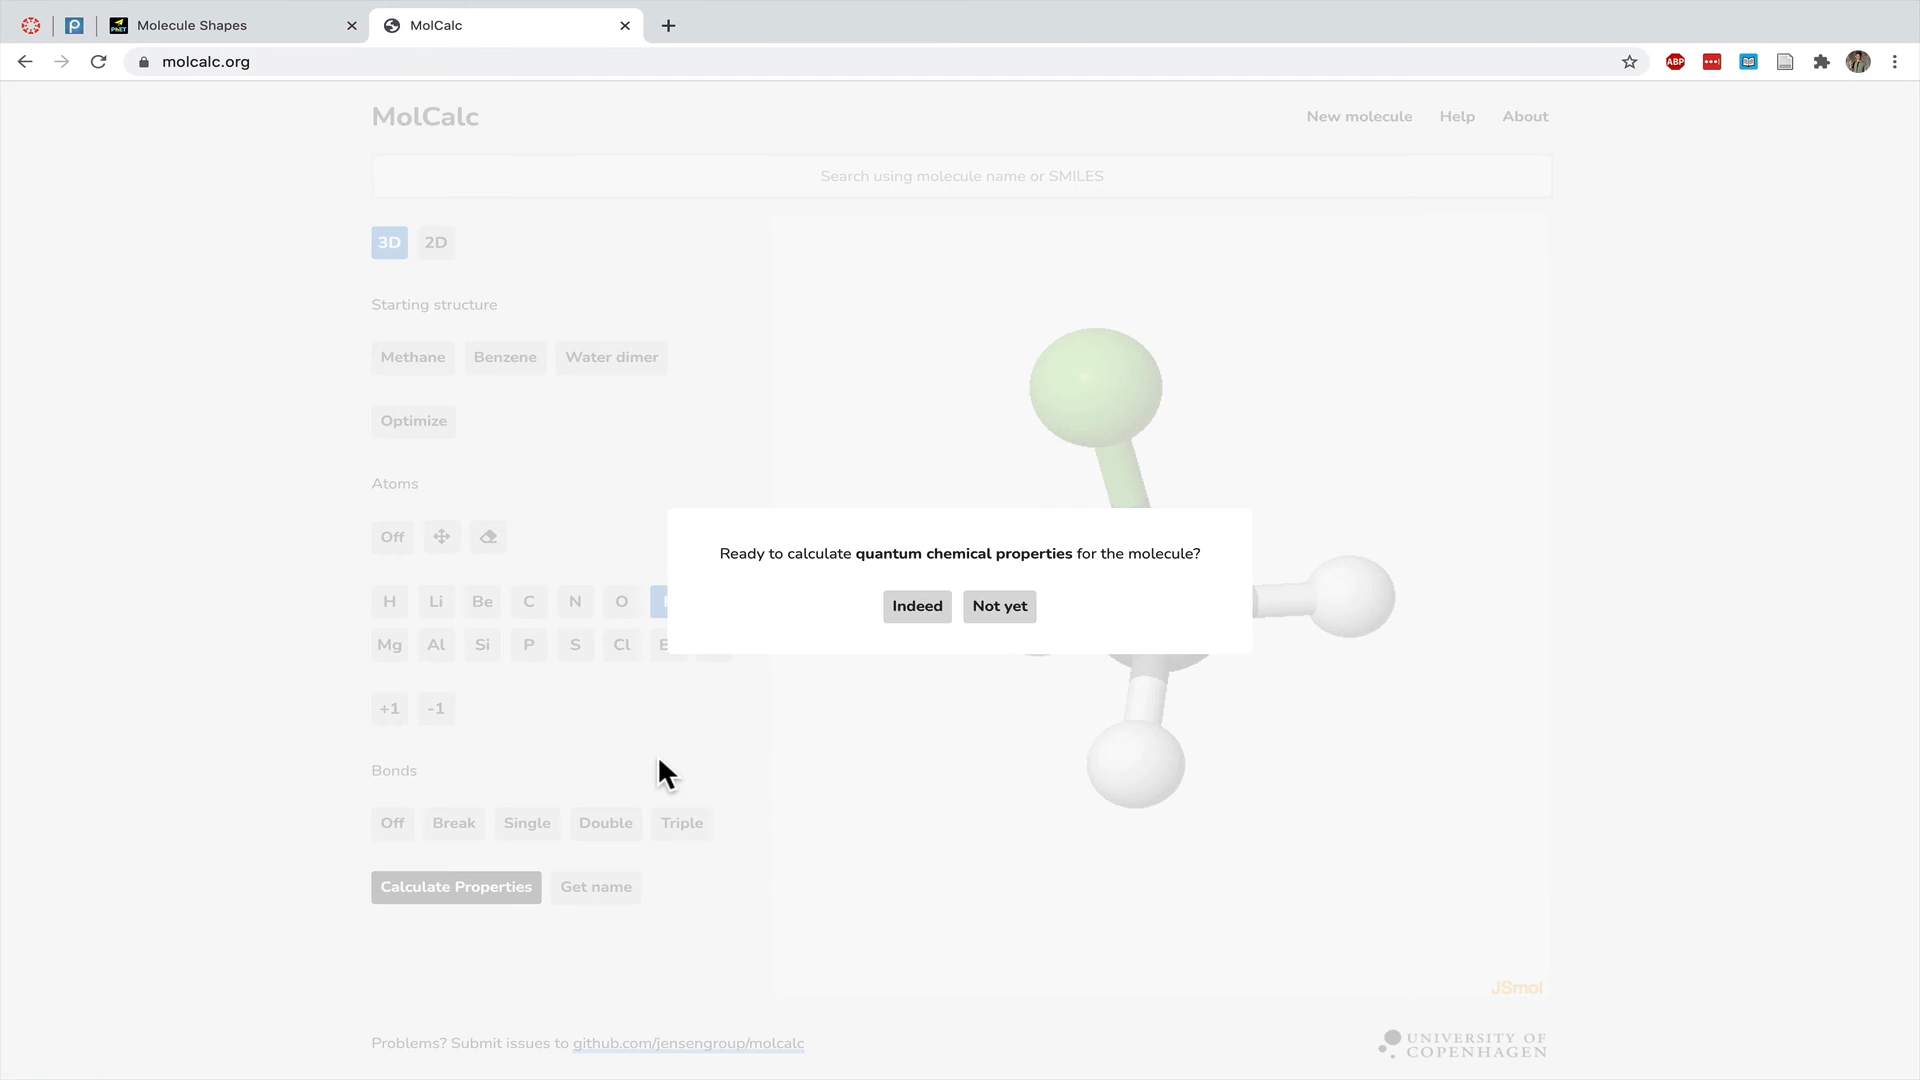 Molecule Shapes
MolCalc
molcalc.org
ABP
MolCalc
New molecule Help About
Search using molecule name or SMILES
3D 2D
Starting structure
Methane Benzene Water dimer
Optimize
Atoms
Off
Ready to calculate quantum chemical properties for the molecule?
Indeed Not yet
H Li Be C N O
Mg Al Si P S Cl
+1 -1
Bonds
Off Break Single Double Triple
Calculate Properties Get name
JSmol
Problems? Submit issues to github.com/jensengroup/molcalc
UNIVERSITY OF
COPENHAGEN